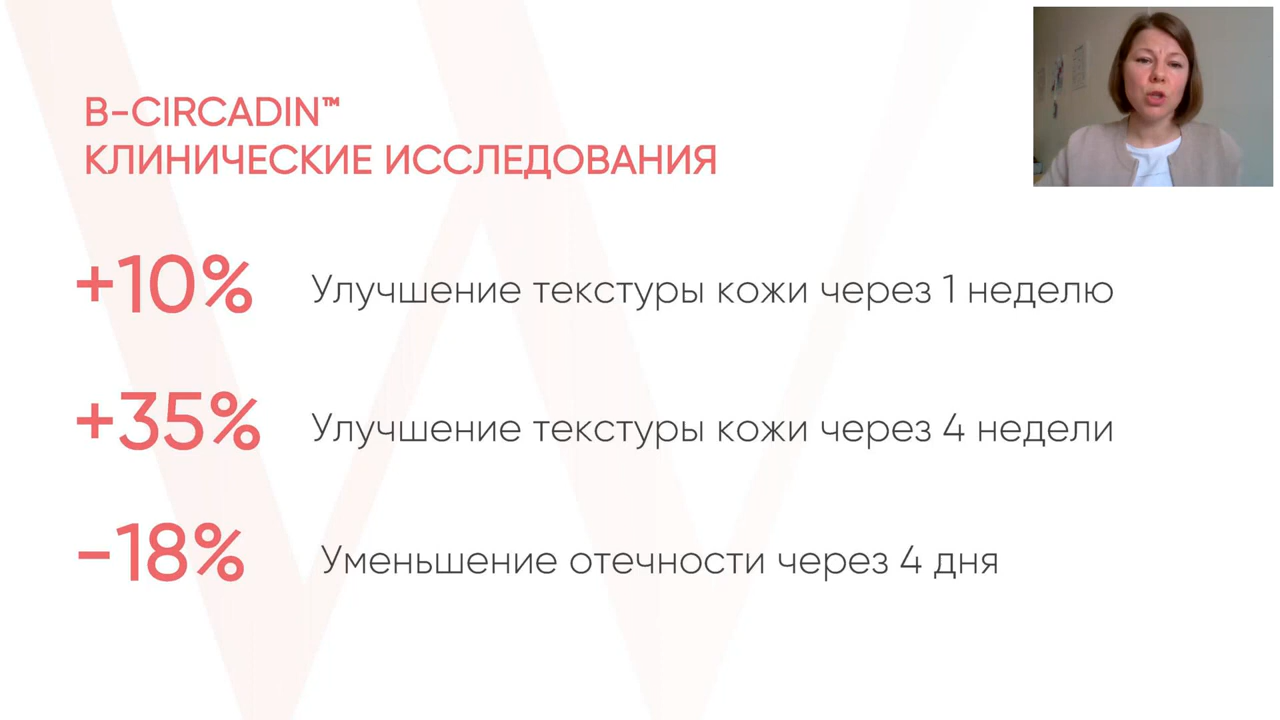 B-CIRCADIN™
КЛИНИЧЕСКИЕ ИССЛЕДОВАНИЯ
+10% Улучшение текстуры кожи через 1 неделю
+35% Улучшение текстуры кожи через 4 недели
-18% Уменьшение отечности через 4 дня